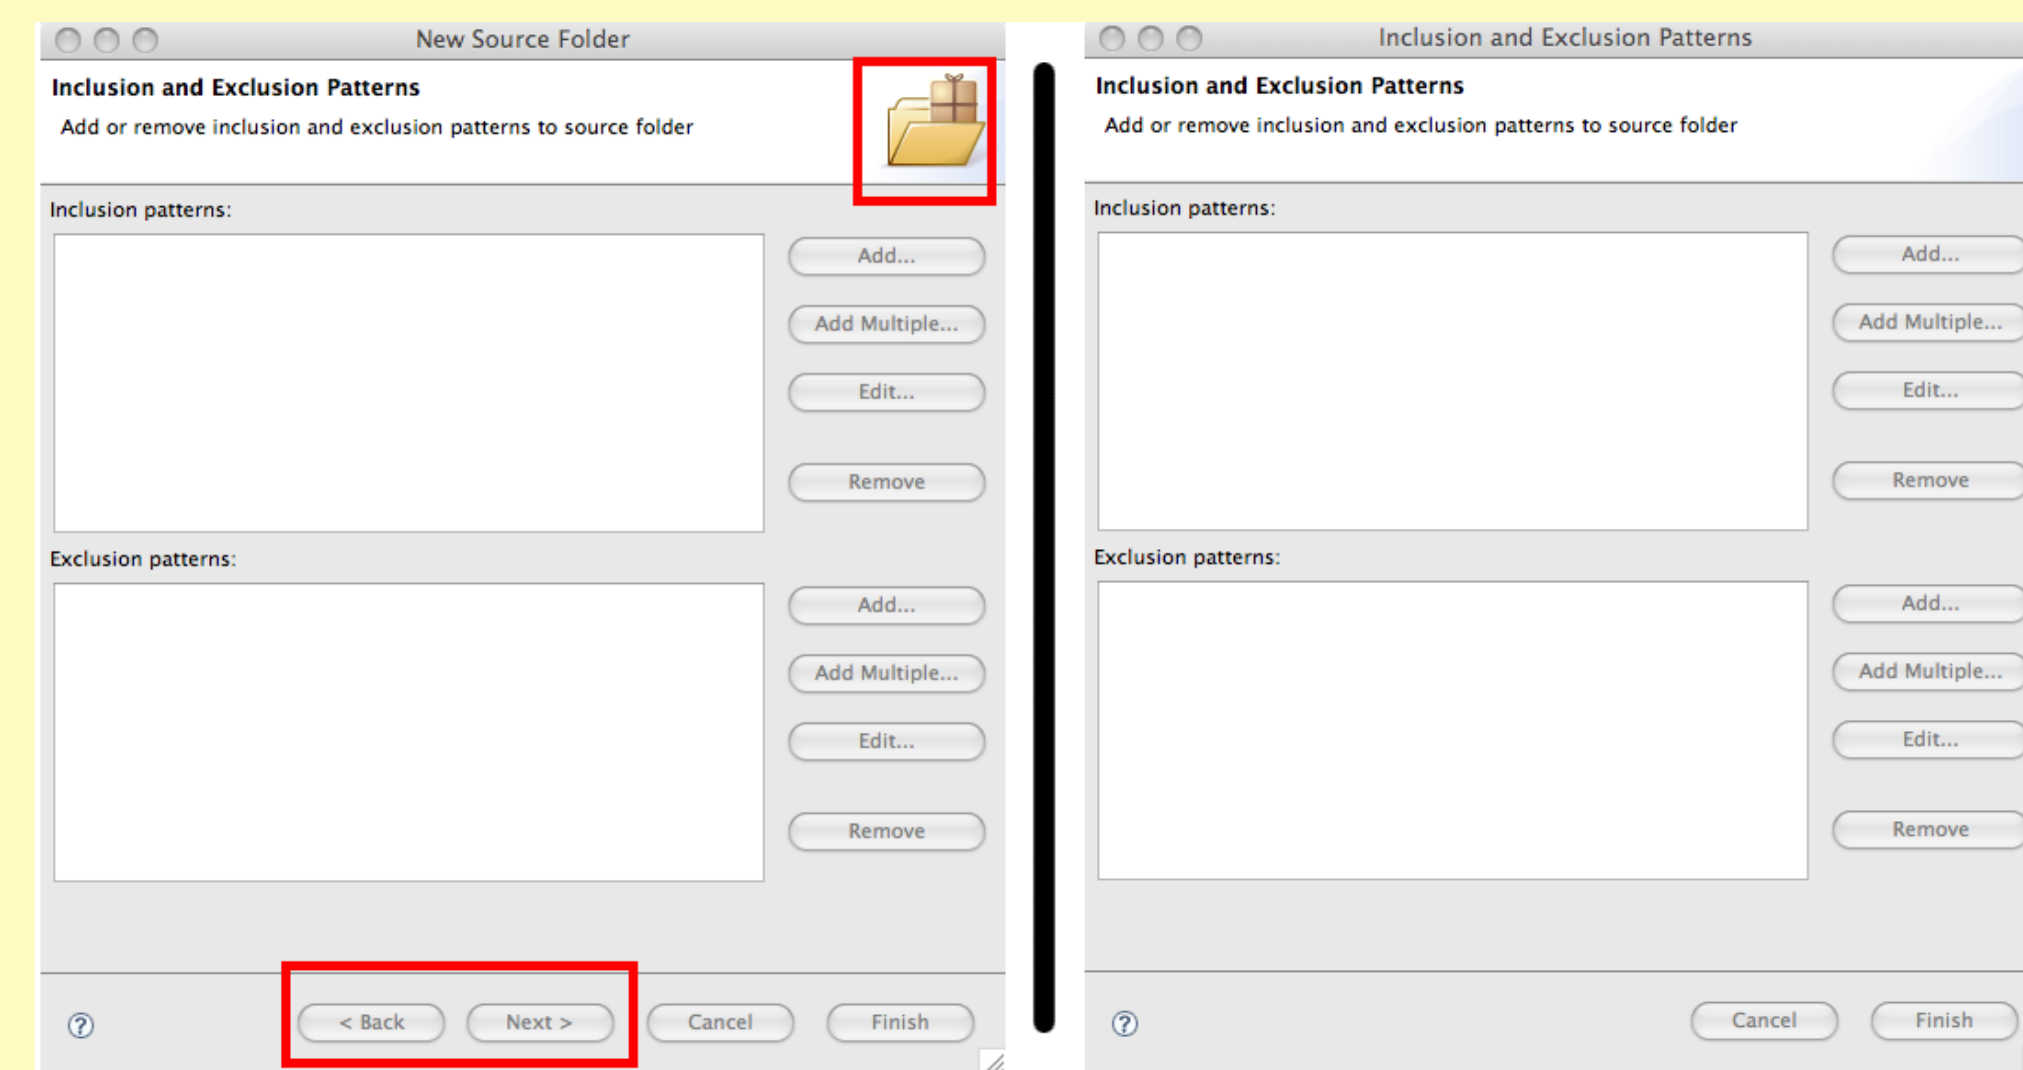 New Source Folder
Inclusion and Exclusion Patterns
Add or remove inclusion and exclusion patterns to source folder
Inclusion patterns:
Add...
Add Multiple...
Edit...
Remove
Exclusion patterns:
Add...
Add Multiple...
Edit...
Remove
? < Back Next > Cancel Finish
Inclusion and Exclusion Patterns
Inclusion and Exclusion Patterns
Add or remove inclusion and exclusion patterns to source folder
Inclusion patterns:
Add...
Add Multiple...
Edit...
Remove
Exclusion patterns:
Add...
Add Multiple...
Edit...
Remove
? Cancel Finish